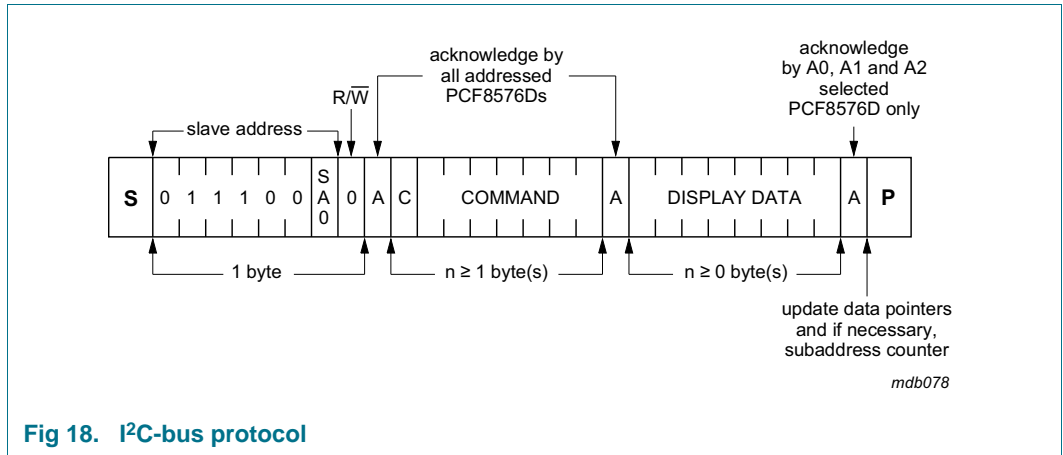 acknowledge by
all addressed
PCF8576Ds
acknowledge
by A0, A1 and A2
selected
PCF8576D only
R/W̅
slave address
S 0 1 1 1 0 0 SA0 0 A C COMMAND A DISPLAY DATA A P
1 byte
n ≥ 1 byte(s)
n ≥ 0 byte(s)
update data pointers
and if necessary,
subaddress counter
mdb078
Fig 18. I²C-bus protocol